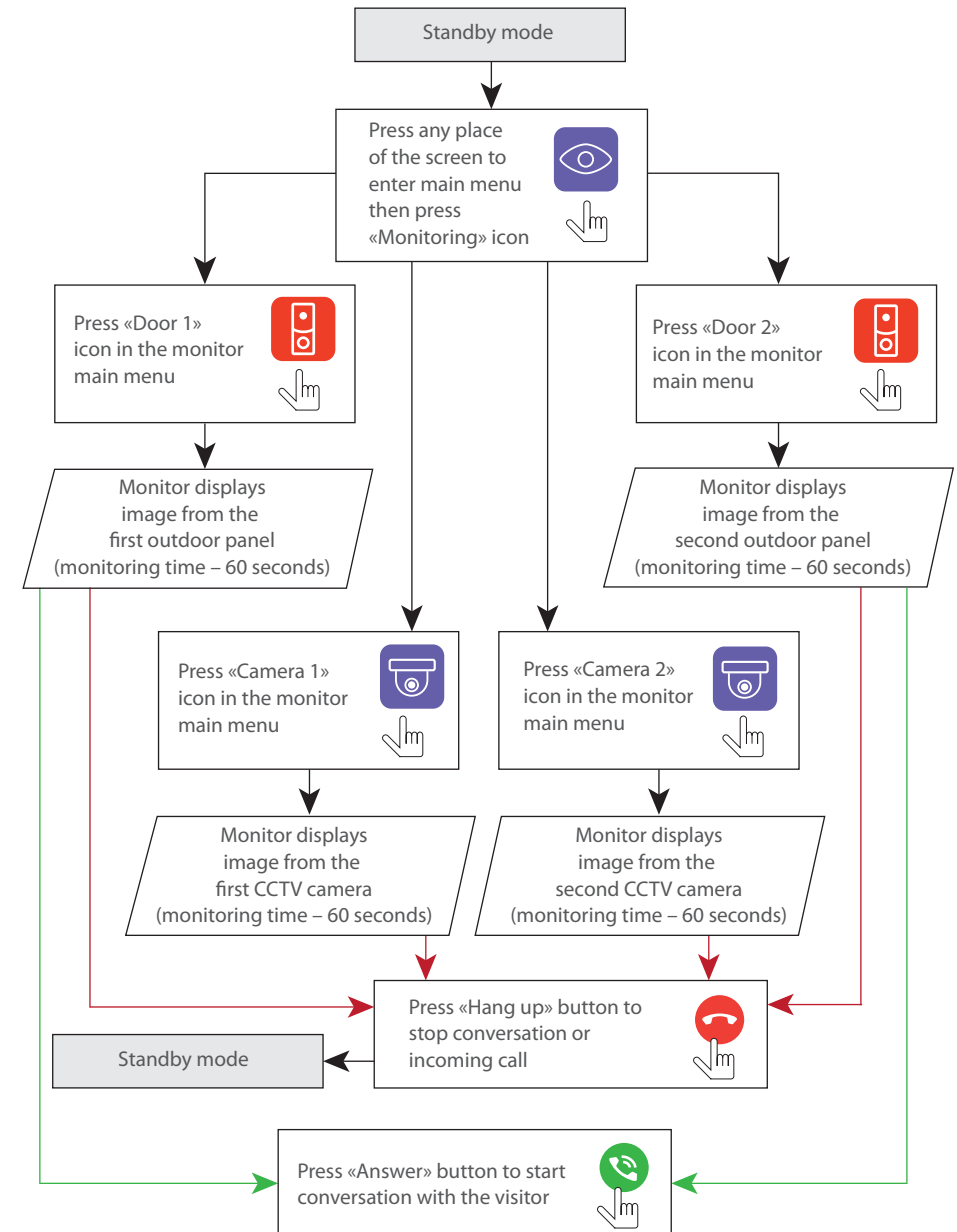 Standby mode
Press any place
of the screen to
enter main menu
then press
«Monitoring» icon
Press «Door 1»
icon in the monitor
main menu
Press «Door 2»
icon in the monitor
main menu
Monitor displays
image from the
first outdoor panel
(monitoring time – 60 seconds)
Monitor displays
image from the
second outdoor panel
(monitoring time – 60 seconds)
Press «Camera 1»
icon in the monitor
main menu
Press «Camera 2»
icon in the monitor
main menu
Monitor displays
image from the
first CCTV camera
(monitoring time – 60 seconds)
Monitor displays
image from the
second CCTV camera
(monitoring time – 60 seconds)
Press «Hang up» button to
stop conversation or
incoming call
Standby mode
Press «Answer» button to start
conversation with the visitor